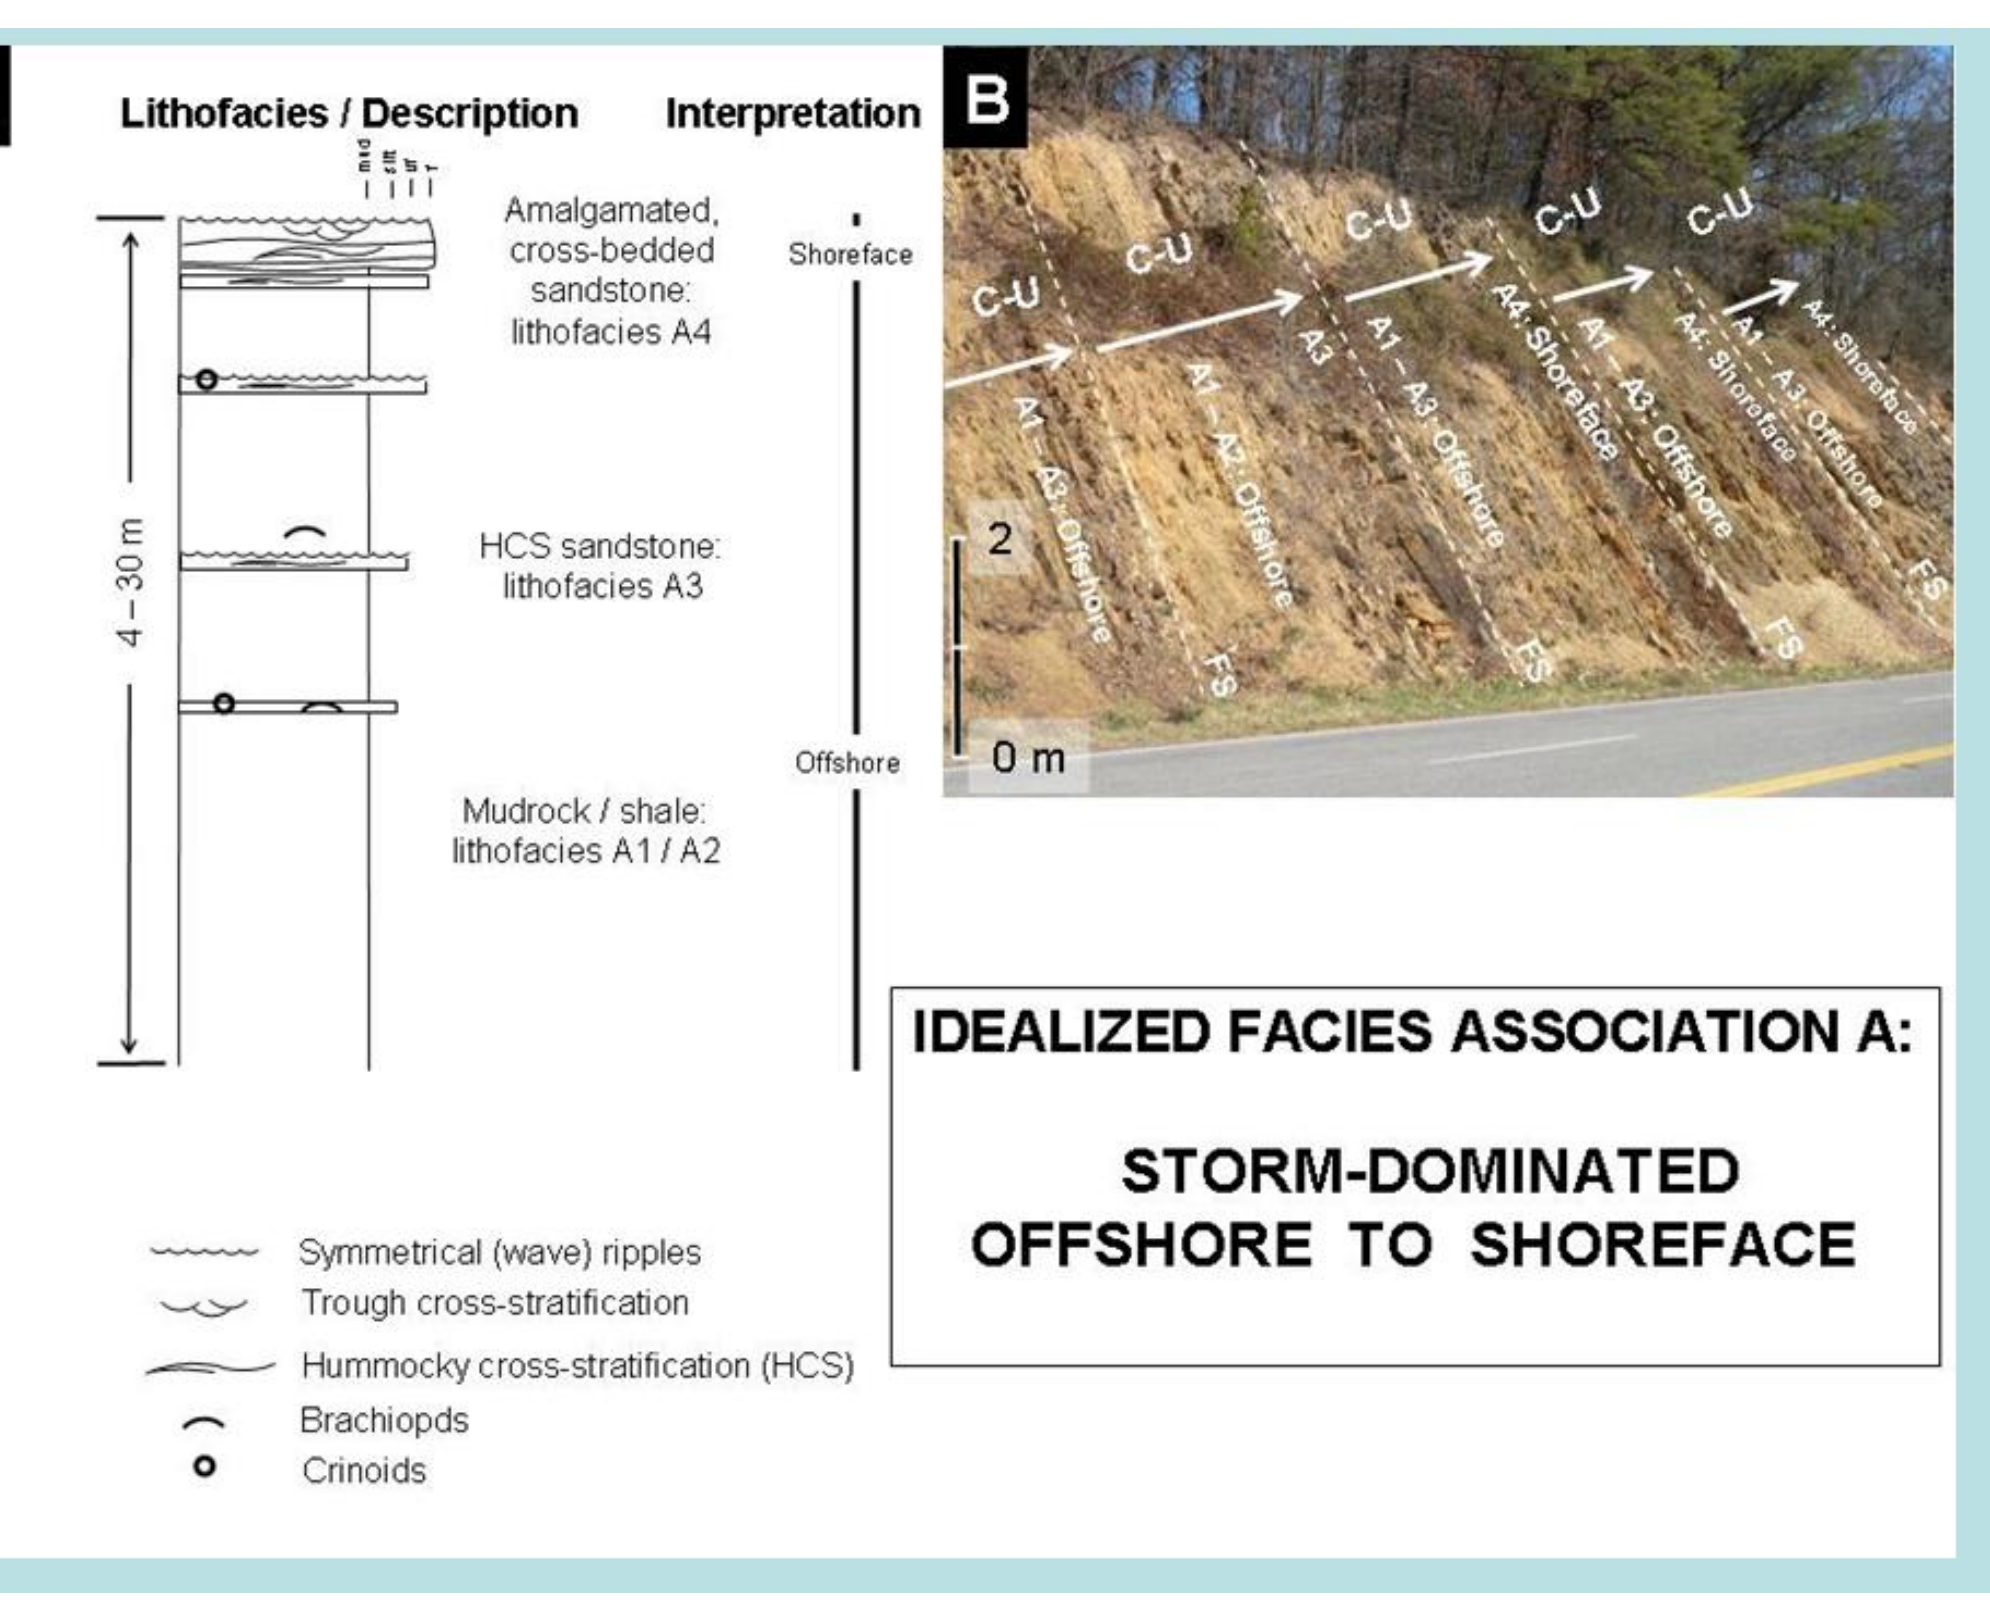 Lithofacies / Description
Interpretation
mud
silt
vf
f
Amalgamated,
cross-bedded
sandstone:
lithofacies A4
Shoreface
4 – 30 m
HCS sandstone:
lithofacies A3
Offshore
Mudrock / shale:
lithofacies A1 / A2
Symmetrical (wave) ripples
Trough cross-stratification
Hummocky cross-stratification (HCS)
Brachiopds
Crinoids
B
C-U
C-U
C-U
C-U
C-U
A1 – A3: Offshore
FS
A1 – A2: Offshore
A3
FS
A1 – A3: Offshore
A4: Shoreface
FS
A1 – A3: Offshore
A4: Shoreface
FS
A1 – A3: Offshore
A4: Shoreface
2
0 m
IDEALIZED FACIES ASSOCIATION A:
STORM-DOMINATED
OFFSHORE TO SHOREFACE